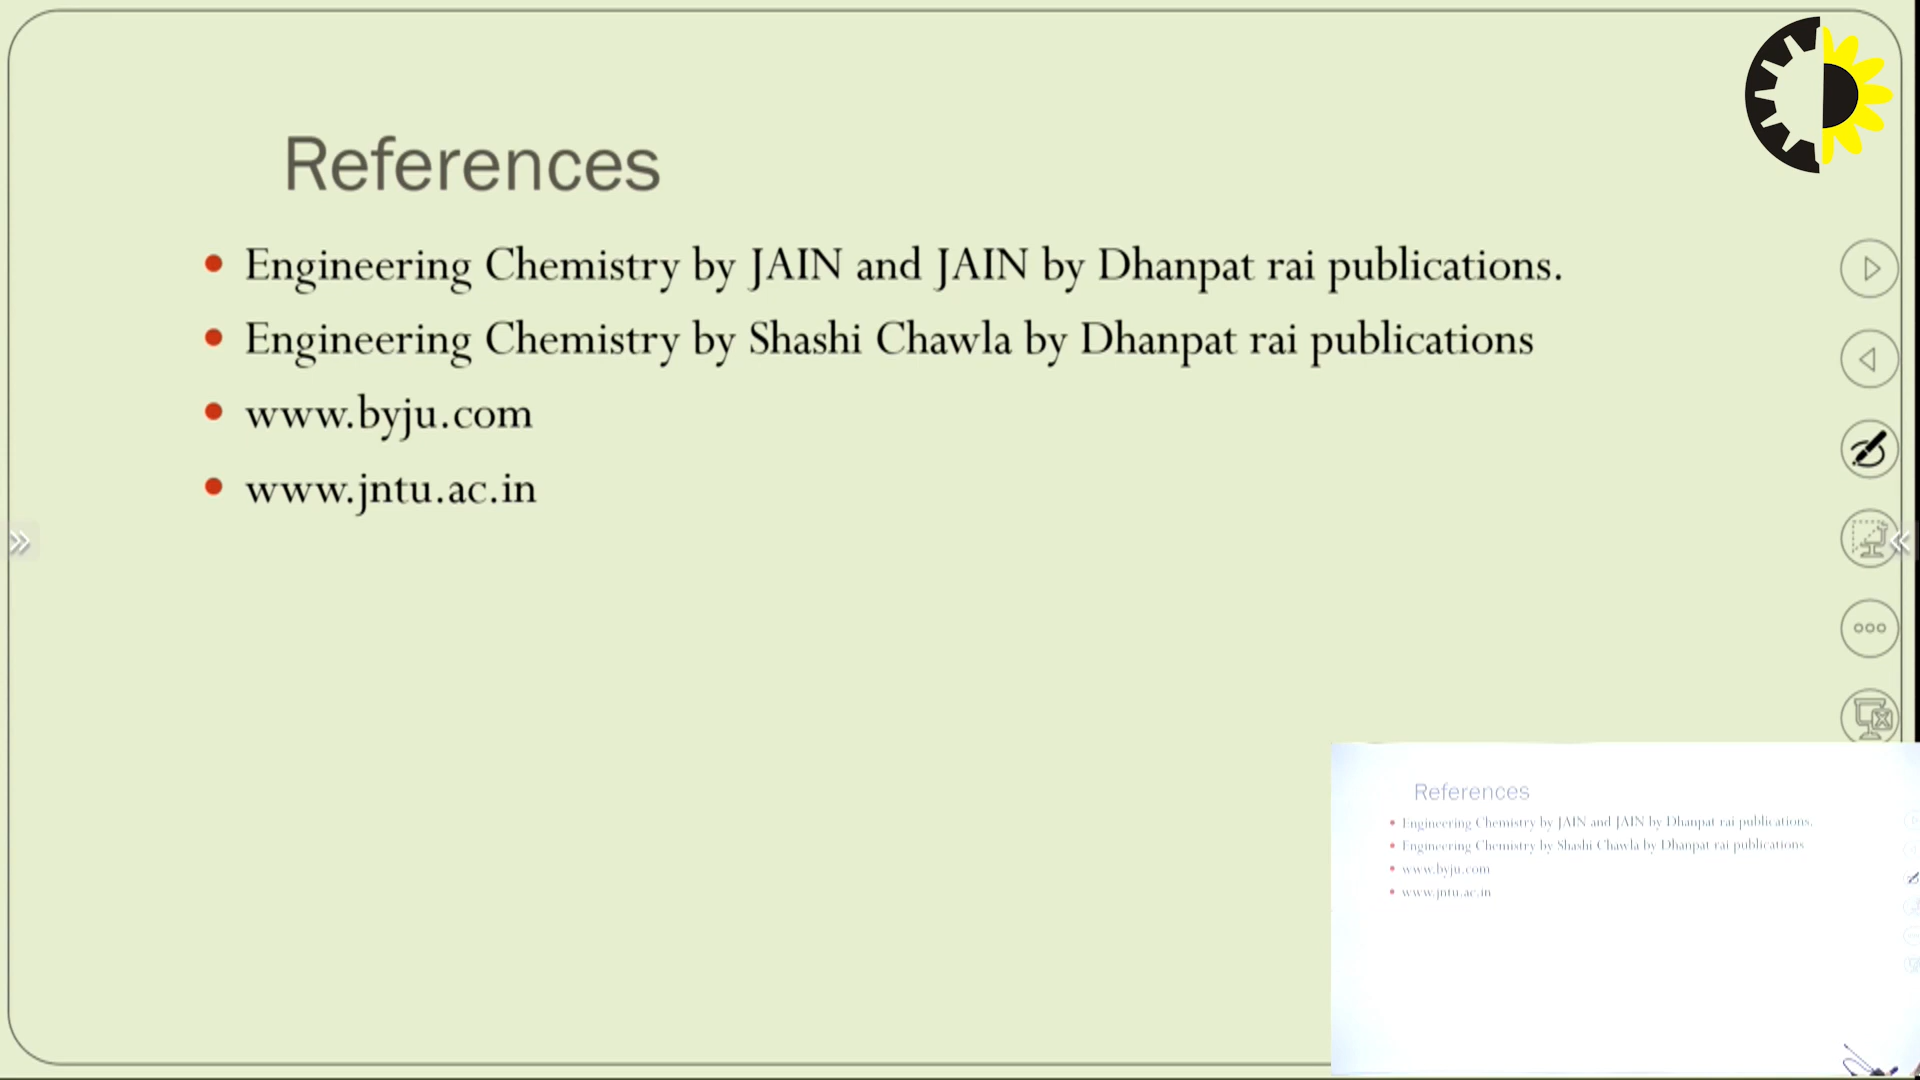 References
Engineering Chemistry by JAIN and JAIN by Dhanpat rai publications.
Engineering Chemistry by Shashi Chawla by Dhanpat rai publications
www.byju.com
www.jntu.ac.in
References
Engineering Chemistry by JAIN and JAIN by Dhanpat rai publications.
Engineering Chemistry by Shashi Chawla by Dhanpat rai publications
www.byju.com
www.jntu.ac.in